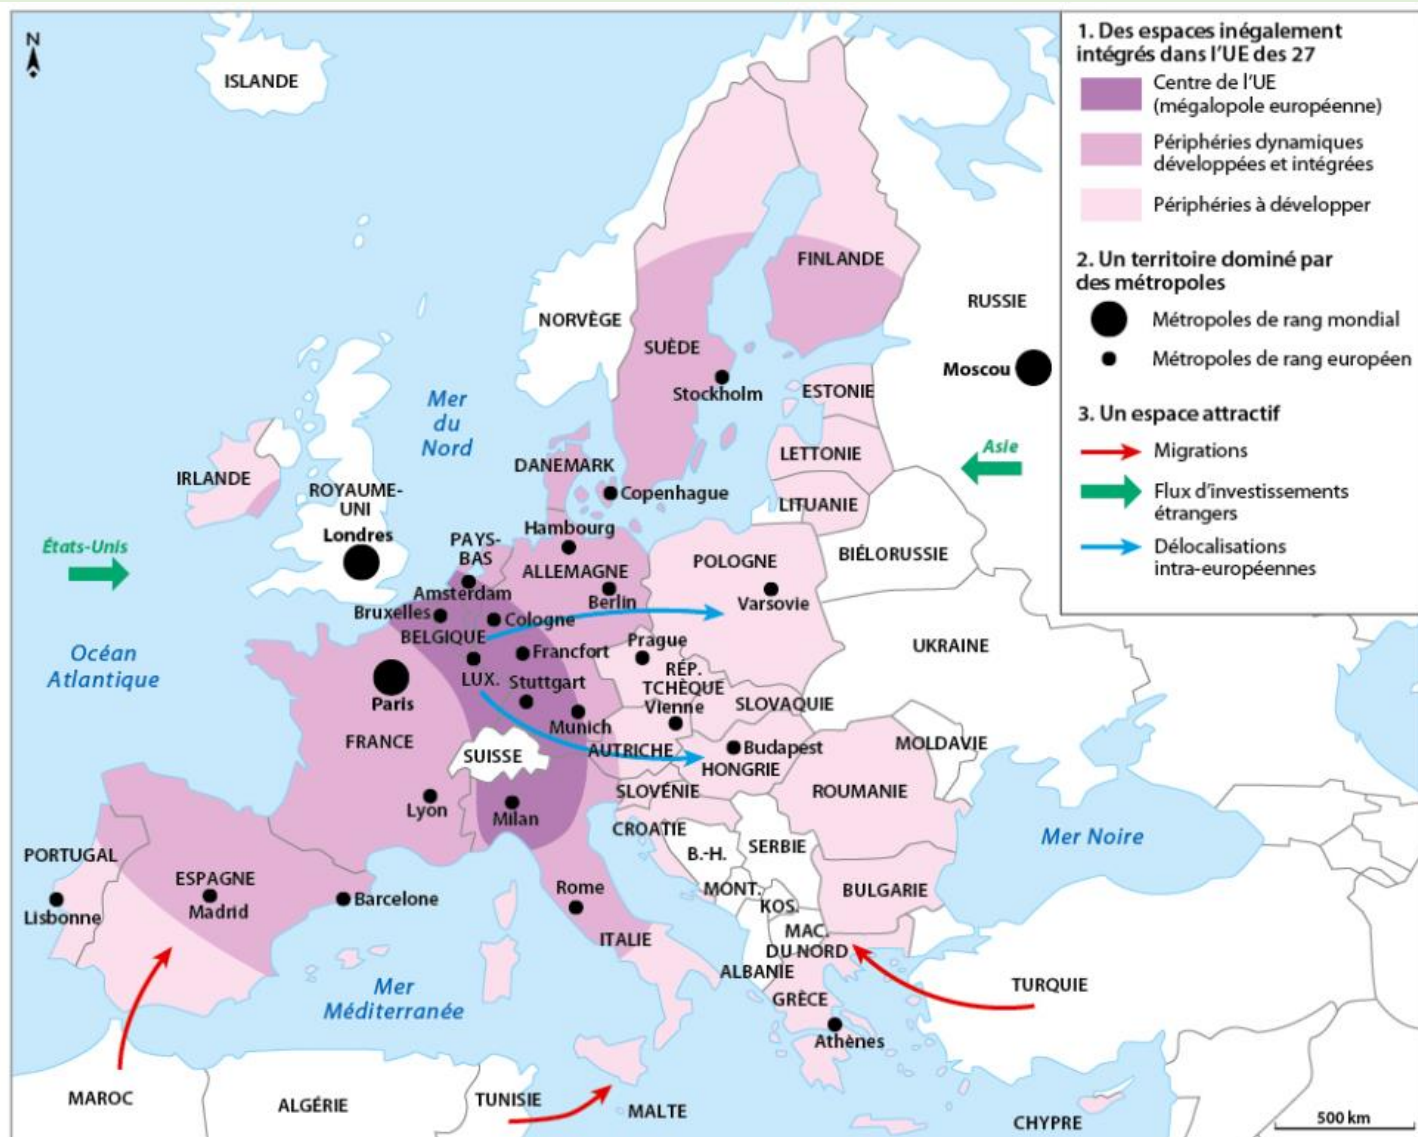 N
ISLANDE
NORVÈGE
SUÈDE
FINLANDE
RUSSIE
Moscou
Stockholm
ESTONIE
LETTONIE
LITUANIE
Asie
Mer
du
Nord
IRLANDE
ROYAUME-
UNI
Londres
DANEMARK
Copenhague
Hambourg
PAYS-
BAS
ALLEMAGNE
Berlin
POLOGNE
Varsovie
BIÉLORUSSIE
États-Unis
Amsterdam
Bruxelles
Cologne
BELGIQUE
Francfort
Prague
RÉP.
TCHÈQUE
UKRAINE
Océan
Atlantique
LUX.
Stuttgart
Paris
Munich
Vienne
SLOVAQUIE
FRANCE
SUISSE
AUTRICHE
Budapest
HONGRIE
MOLDAVIE
SLOVÉNIE
ROUMANIE
Lyon
Milan
CROATIE
B.-H.
SERBIE
Mer Noire
PORTUGAL
ESPAGNE
Madrid
Lisbonne
Barcelone
Rome
ITALIE
MONT.
KOS.
BULGARIE
MAC.
DU NORD
ALBANIE
GRÈCE
Athènes
TURQUIE
Mer
Méditerranée
MAROC
ALGÉRIE
TUNISIE
MALTE
CHYPRE
500 km
1. Des espaces inégalement
intégrés dans l'UE des 27
Centre de l'UE
(mégalopole européenne)
Périphéries dynamiques
développées et intégrées
Périphéries à développer
2. Un territoire dominé par
des métropoles
Métropoles de rang mondial
Métropoles de rang européen
3. Un espace attractif
Migrations
Flux d'investissements
étrangers
Délocalisations
intra-européennes